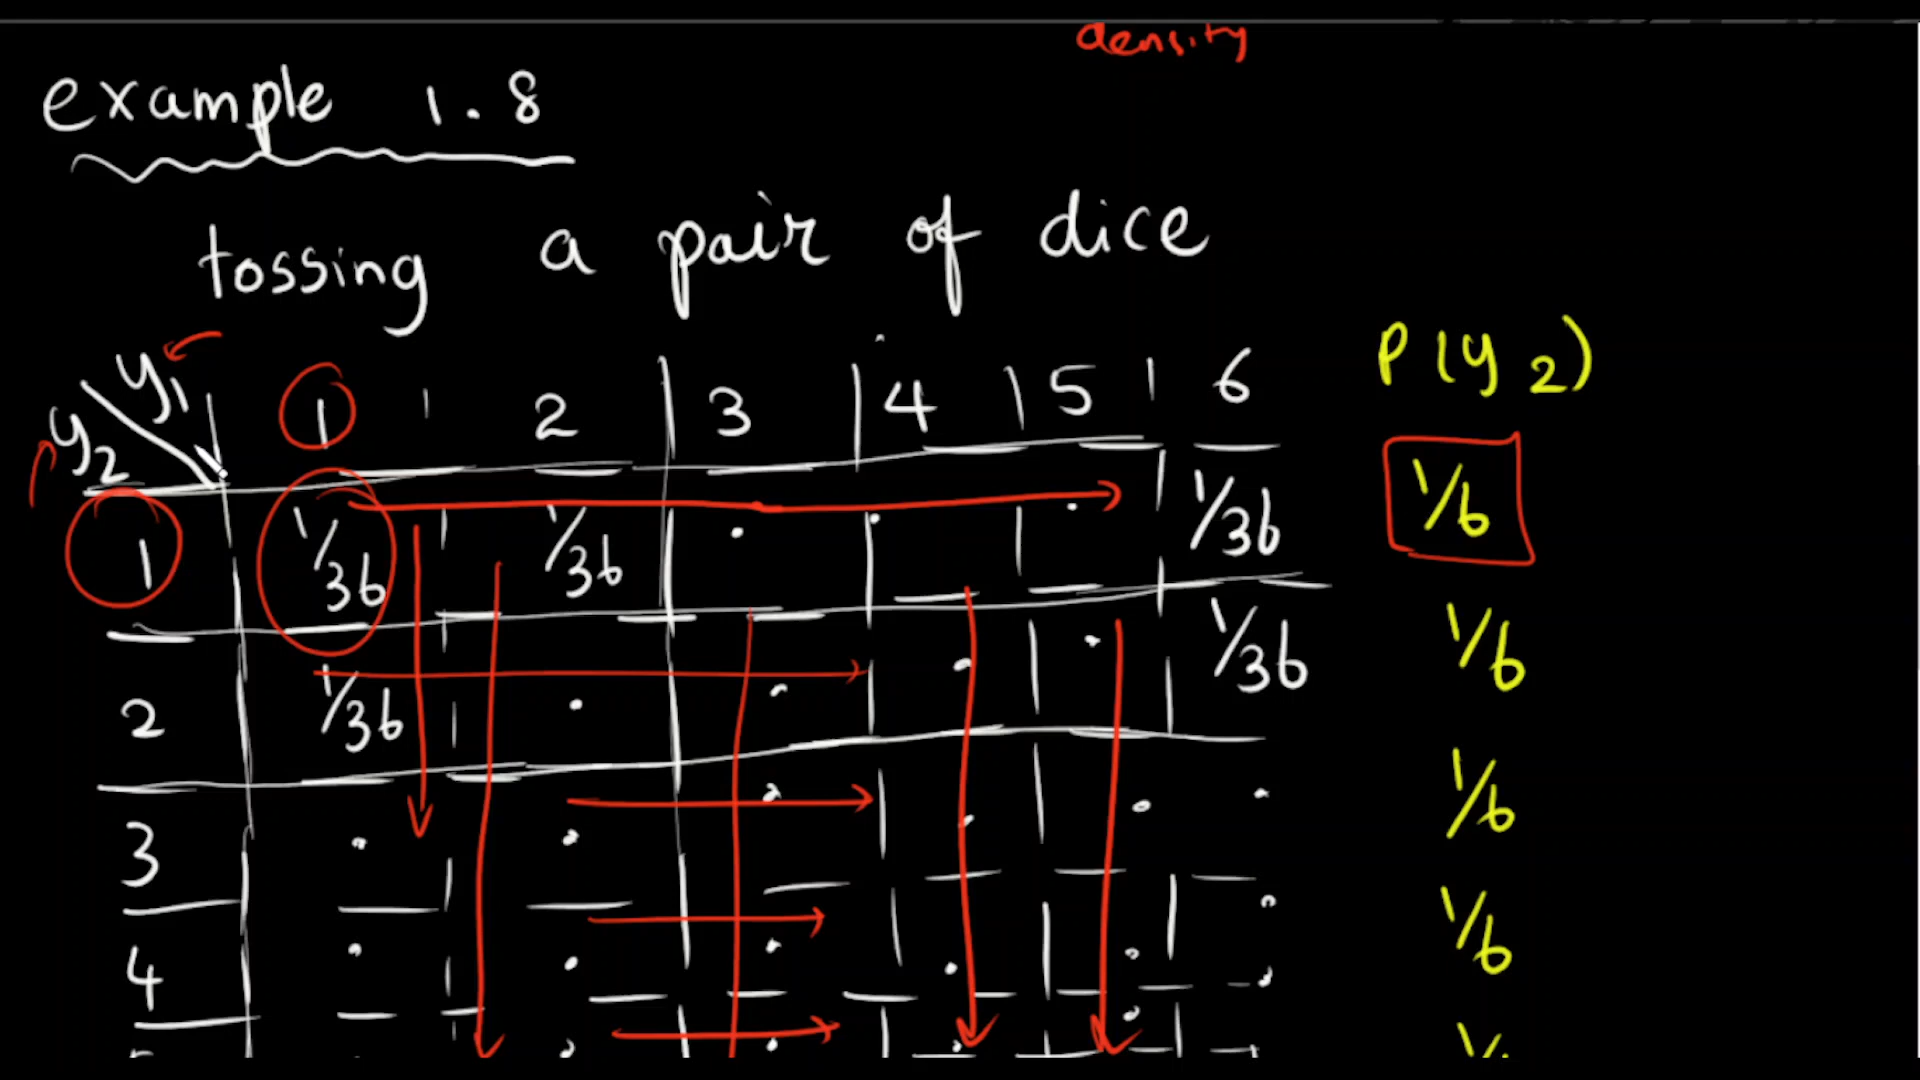 density
example 1.8
tossing a pair of dice
y₁ 1 2 3 4 5 6 P(y₂)
y₂
1 1/36 1/36 . . . 1/36 1/6
2 1/36 . . . . 1/36 1/6
3 . . . . . . 1/6
4 . . . . . . 1/6